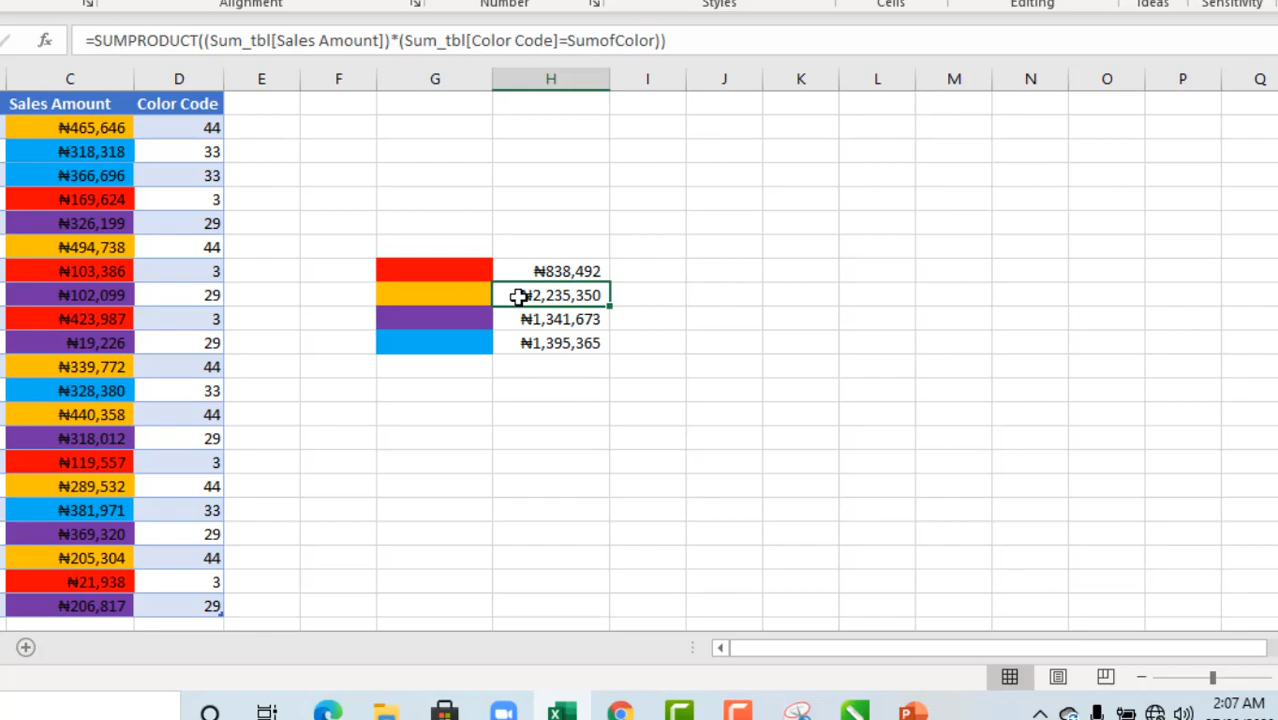 Alignment Number Styles Cells Editing Ideas Sensitivity
fx =SUMPRODUCT((Sum_tbl[Sales Amount])*(Sum_tbl[Color Code]=SumofColor))
C D E F G H I J K L M N O P Q
Sales Amount Color Code
₦465,646 44
₦318,318 33
₦366,696 33
₦169,624 3
₦326,199 29
₦494,738 44
₦103,386 3 ₦838,492
₦102,099 29 ₦2,235,350
₦423,987 3 ₦1,341,673
₦19,226 29 ₦1,395,365
₦339,772 44
₦328,380 33
₦440,358 44
₦318,012 29
₦119,557 3
₦289,532 44
₦381,971 33
₦369,320 29
₦205,304 44
₦21,938 3
₦206,817 29
2:07 AM